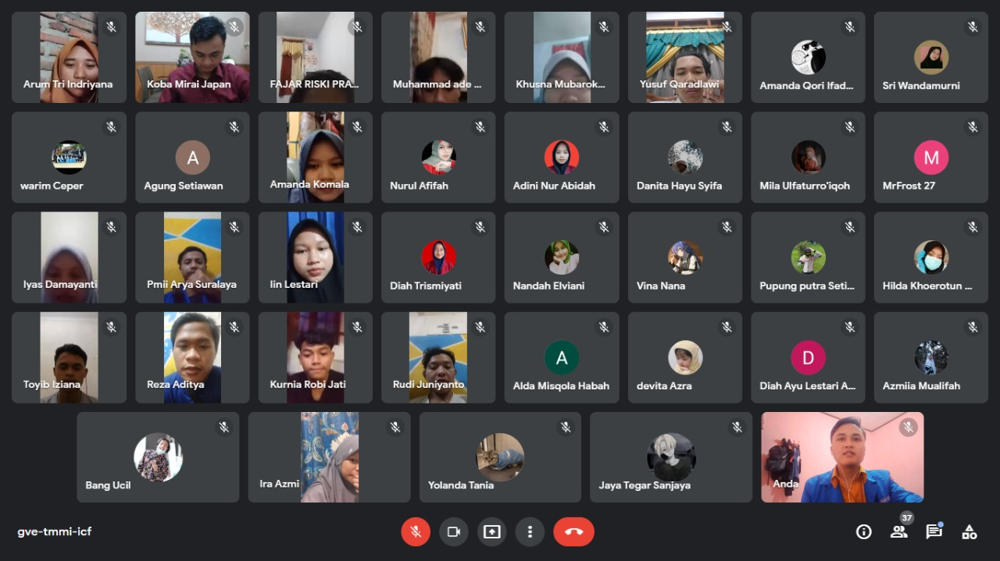 Arum Tri Indriyana
Koba Mirai Japan
FAJAR RISKI PRA...
Muhammad ade ...
Khusna Mubarok...
Yusuf Qaradlawi
Amanda Qori Ifad...
Sri Wandamurni
warim Ceper
A
Agung Setiawan
Amanda Komala
Nurul Afifah
Adini Nur Abidah
Danita Hayu Syifa
Mila Ulfaturro'iqoh
M
MrFrost 27
Iyas Damayanti
Pmii Arya Suralaya
Iin Lestari
Diah Trismiyati
Nandah Elviani
Vina Nana
Pupung putra Seti...
Hilda Khoerotun ...
Toyib Iziana
Reza Aditya
Kurnia Robi Jati
Rudi Juniyanto
A
Alda Misqola Habah
devita Azra
D
Diah Ayu Lestari A...
Azmiia Mualifah
Bang Ucil
Ira Azmi
Yolanda Tania
Jaya Tegar Sanjaya
Anda
gve-tmmi-icf
37